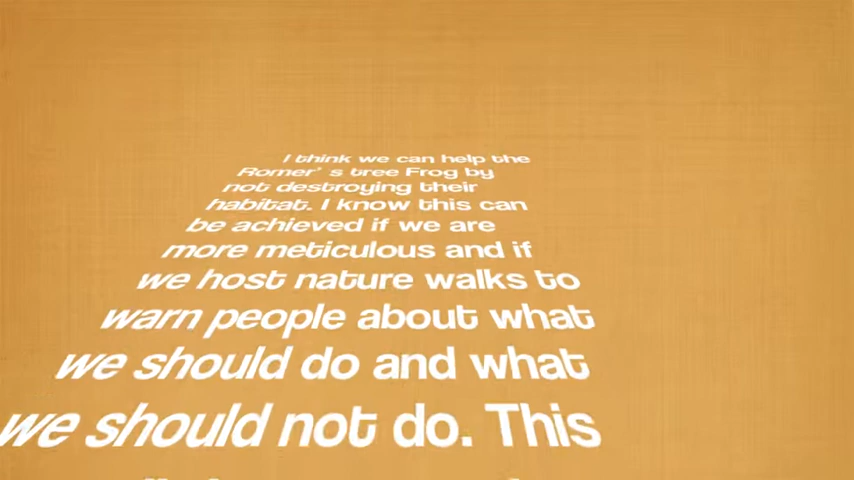 I think we can help the
Romer’ s tree Frog by
not destroying their
habitat. I know this can
be achieved if we are
more meticulous and if
we host nature walks to
warn people about what
we should do and what
we should not do. This